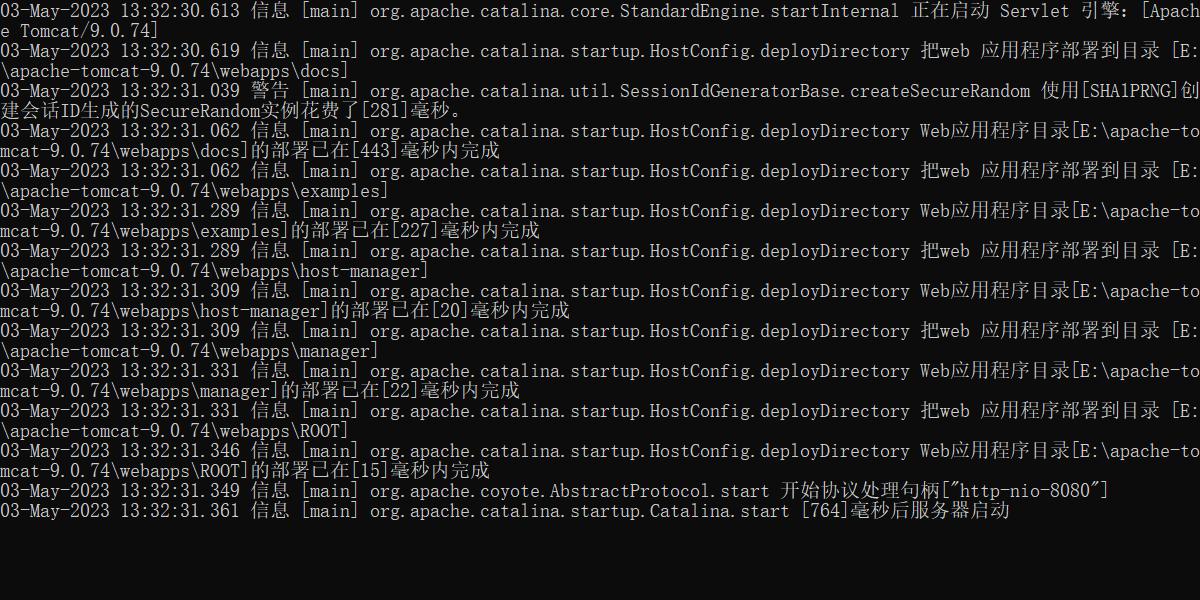 03-May-2023 13:32:30.613 信息 [main] org.apache.catalina.core.StandardEngine.startInternal 正在启动 Servlet 引擎：[Apach
e Tomcat/9.0.74]
03-May-2023 13:32:30.619 信息 [main] org.apache.catalina.startup.HostConfig.deployDirectory 把web 应用程序部署到目录 [E:
\apache-tomcat-9.0.74\webapps\docs]
03-May-2023 13:32:31.039 警告 [main] org.apache.catalina.util.SessionIdGeneratorBase.createSecureRandom 使用[SHA1PRNG]创
建会话ID生成的SecureRandom实例花费了[281]毫秒。
03-May-2023 13:32:31.062 信息 [main] org.apache.catalina.startup.HostConfig.deployDirectory Web应用程序目录[E:\apache-to
mcat-9.0.74\webapps\docs]的部署已在[443]毫秒内完成
03-May-2023 13:32:31.062 信息 [main] org.apache.catalina.startup.HostConfig.deployDirectory 把web 应用程序部署到目录 [E:
\apache-tomcat-9.0.74\webapps\examples]
03-May-2023 13:32:31.289 信息 [main] org.apache.catalina.startup.HostConfig.deployDirectory Web应用程序目录[E:\apache-to
mcat-9.0.74\webapps\examples]的部署已在[227]毫秒内完成
03-May-2023 13:32:31.289 信息 [main] org.apache.catalina.startup.HostConfig.deployDirectory 把web 应用程序部署到目录 [E:
\apache-tomcat-9.0.74\webapps\host-manager]
03-May-2023 13:32:31.309 信息 [main] org.apache.catalina.startup.HostConfig.deployDirectory Web应用程序目录[E:\apache-to
mcat-9.0.74\webapps\host-manager]的部署已在[20]毫秒内完成
03-May-2023 13:32:31.309 信息 [main] org.apache.catalina.startup.HostConfig.deployDirectory 把web 应用程序部署到目录 [E:
\apache-tomcat-9.0.74\webapps\manager]
03-May-2023 13:32:31.331 信息 [main] org.apache.catalina.startup.HostConfig.deployDirectory Web应用程序目录[E:\apache-to
mcat-9.0.74\webapps\manager]的部署已在[22]毫秒内完成
03-May-2023 13:32:31.331 信息 [main] org.apache.catalina.startup.HostConfig.deployDirectory 把web 应用程序部署到目录 [E:
\apache-tomcat-9.0.74\webapps\ROOT]
03-May-2023 13:32:31.346 信息 [main] org.apache.catalina.startup.HostConfig.deployDirectory Web应用程序目录[E:\apache-to
mcat-9.0.74\webapps\ROOT]的部署已在[15]毫秒内完成
03-May-2023 13:32:31.349 信息 [main] org.apache.coyote.AbstractProtocol.start 开始协议处理句柄["http-nio-8080"]
03-May-2023 13:32:31.361 信息 [main] org.apache.catalina.startup.Catalina.start [764]毫秒后服务器启动